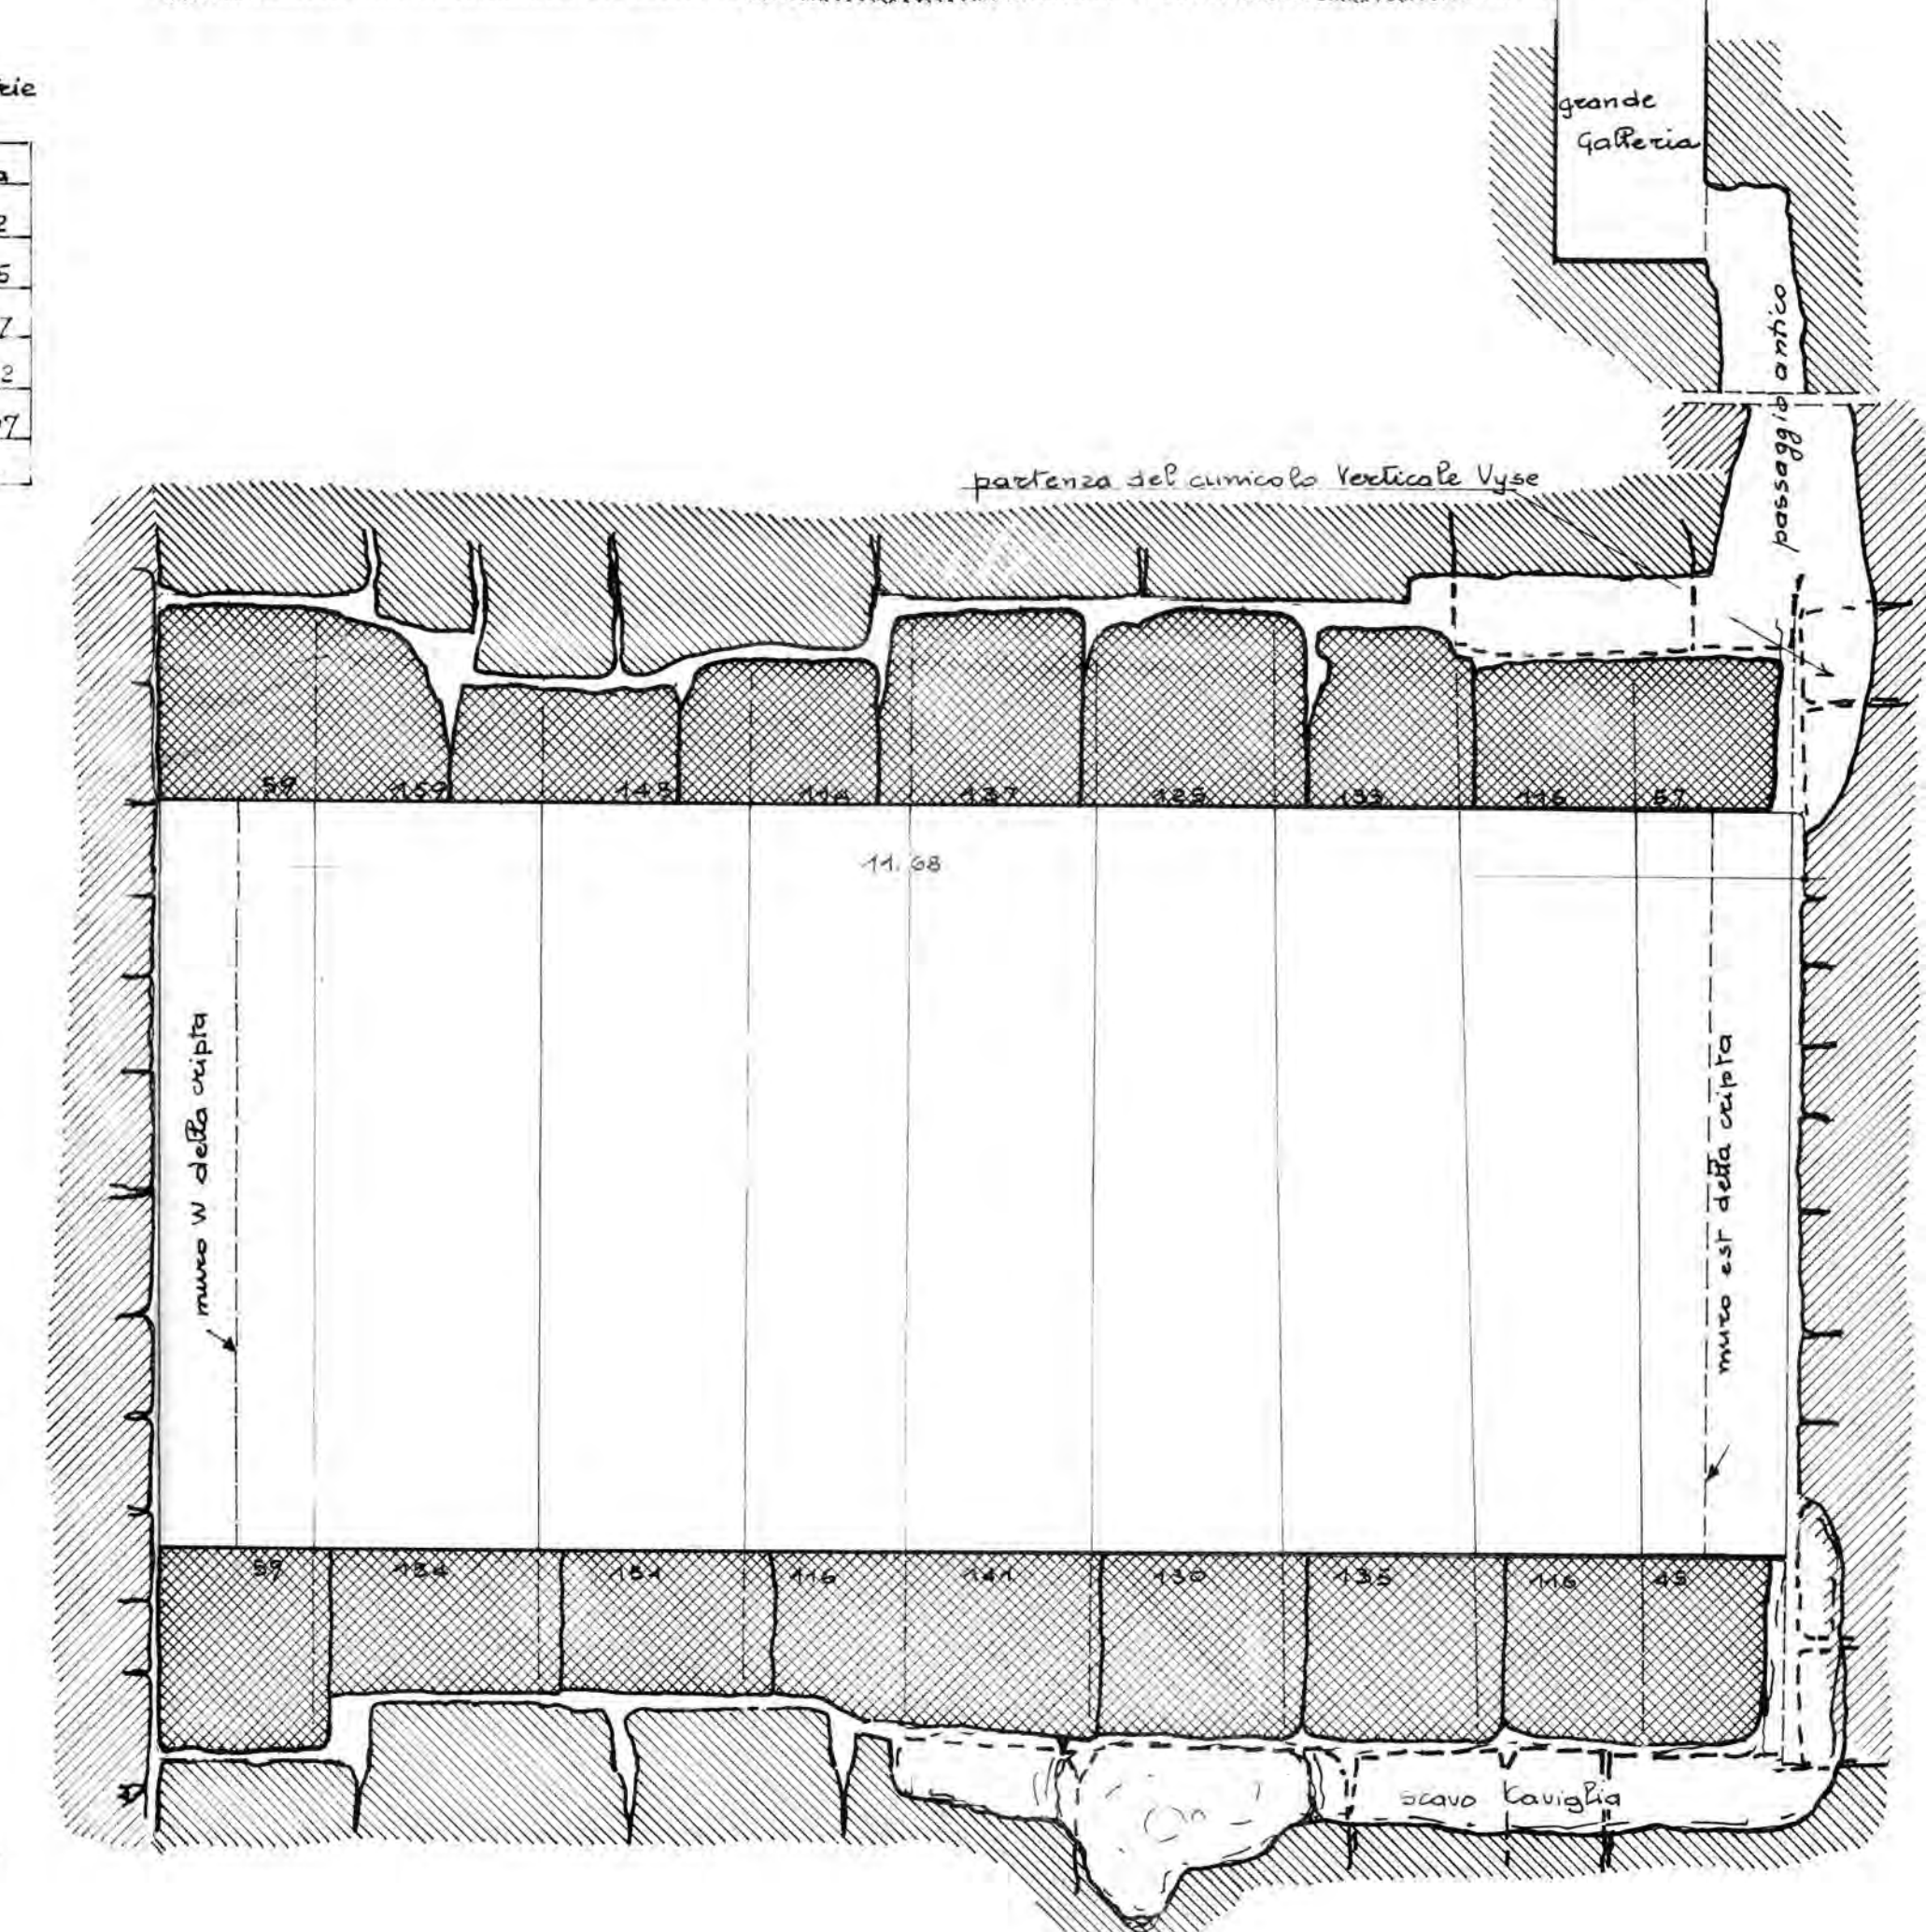 grande
Galleria
passaggio antico
partenza del cunicolo Verticale Vyse
59 159 148 114 137 125 133 116 57
11.68
muro W della cripta
muro est della cripta
59 154 151 116 141 130 135 116 45
scavo Caviglia